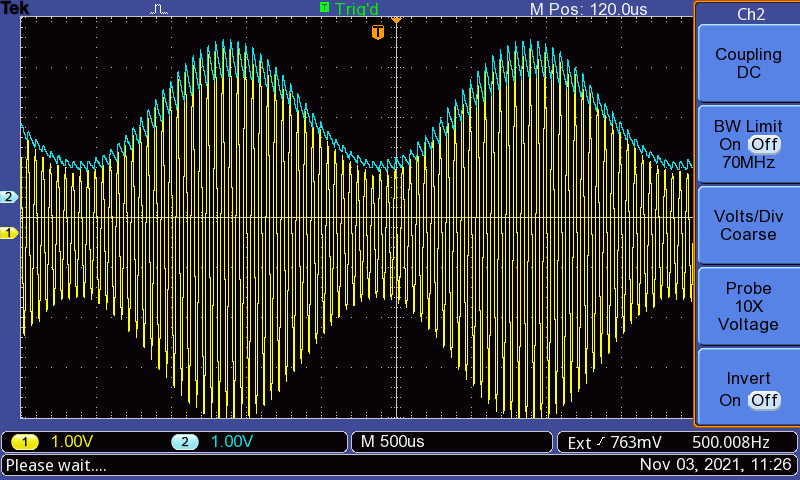 Tek T Trig'd M Pos: 120.0us
Ch2
T
Coupling
DC
BW Limit
On Off
70MHz
2
1
Volts/Div
Coarse
Probe
10X
Voltage
Invert
On Off
1 1.00V 2 1.00V M 500us Ext 763mV 500.008Hz
Please wait.... Nov 03, 2021, 11:26